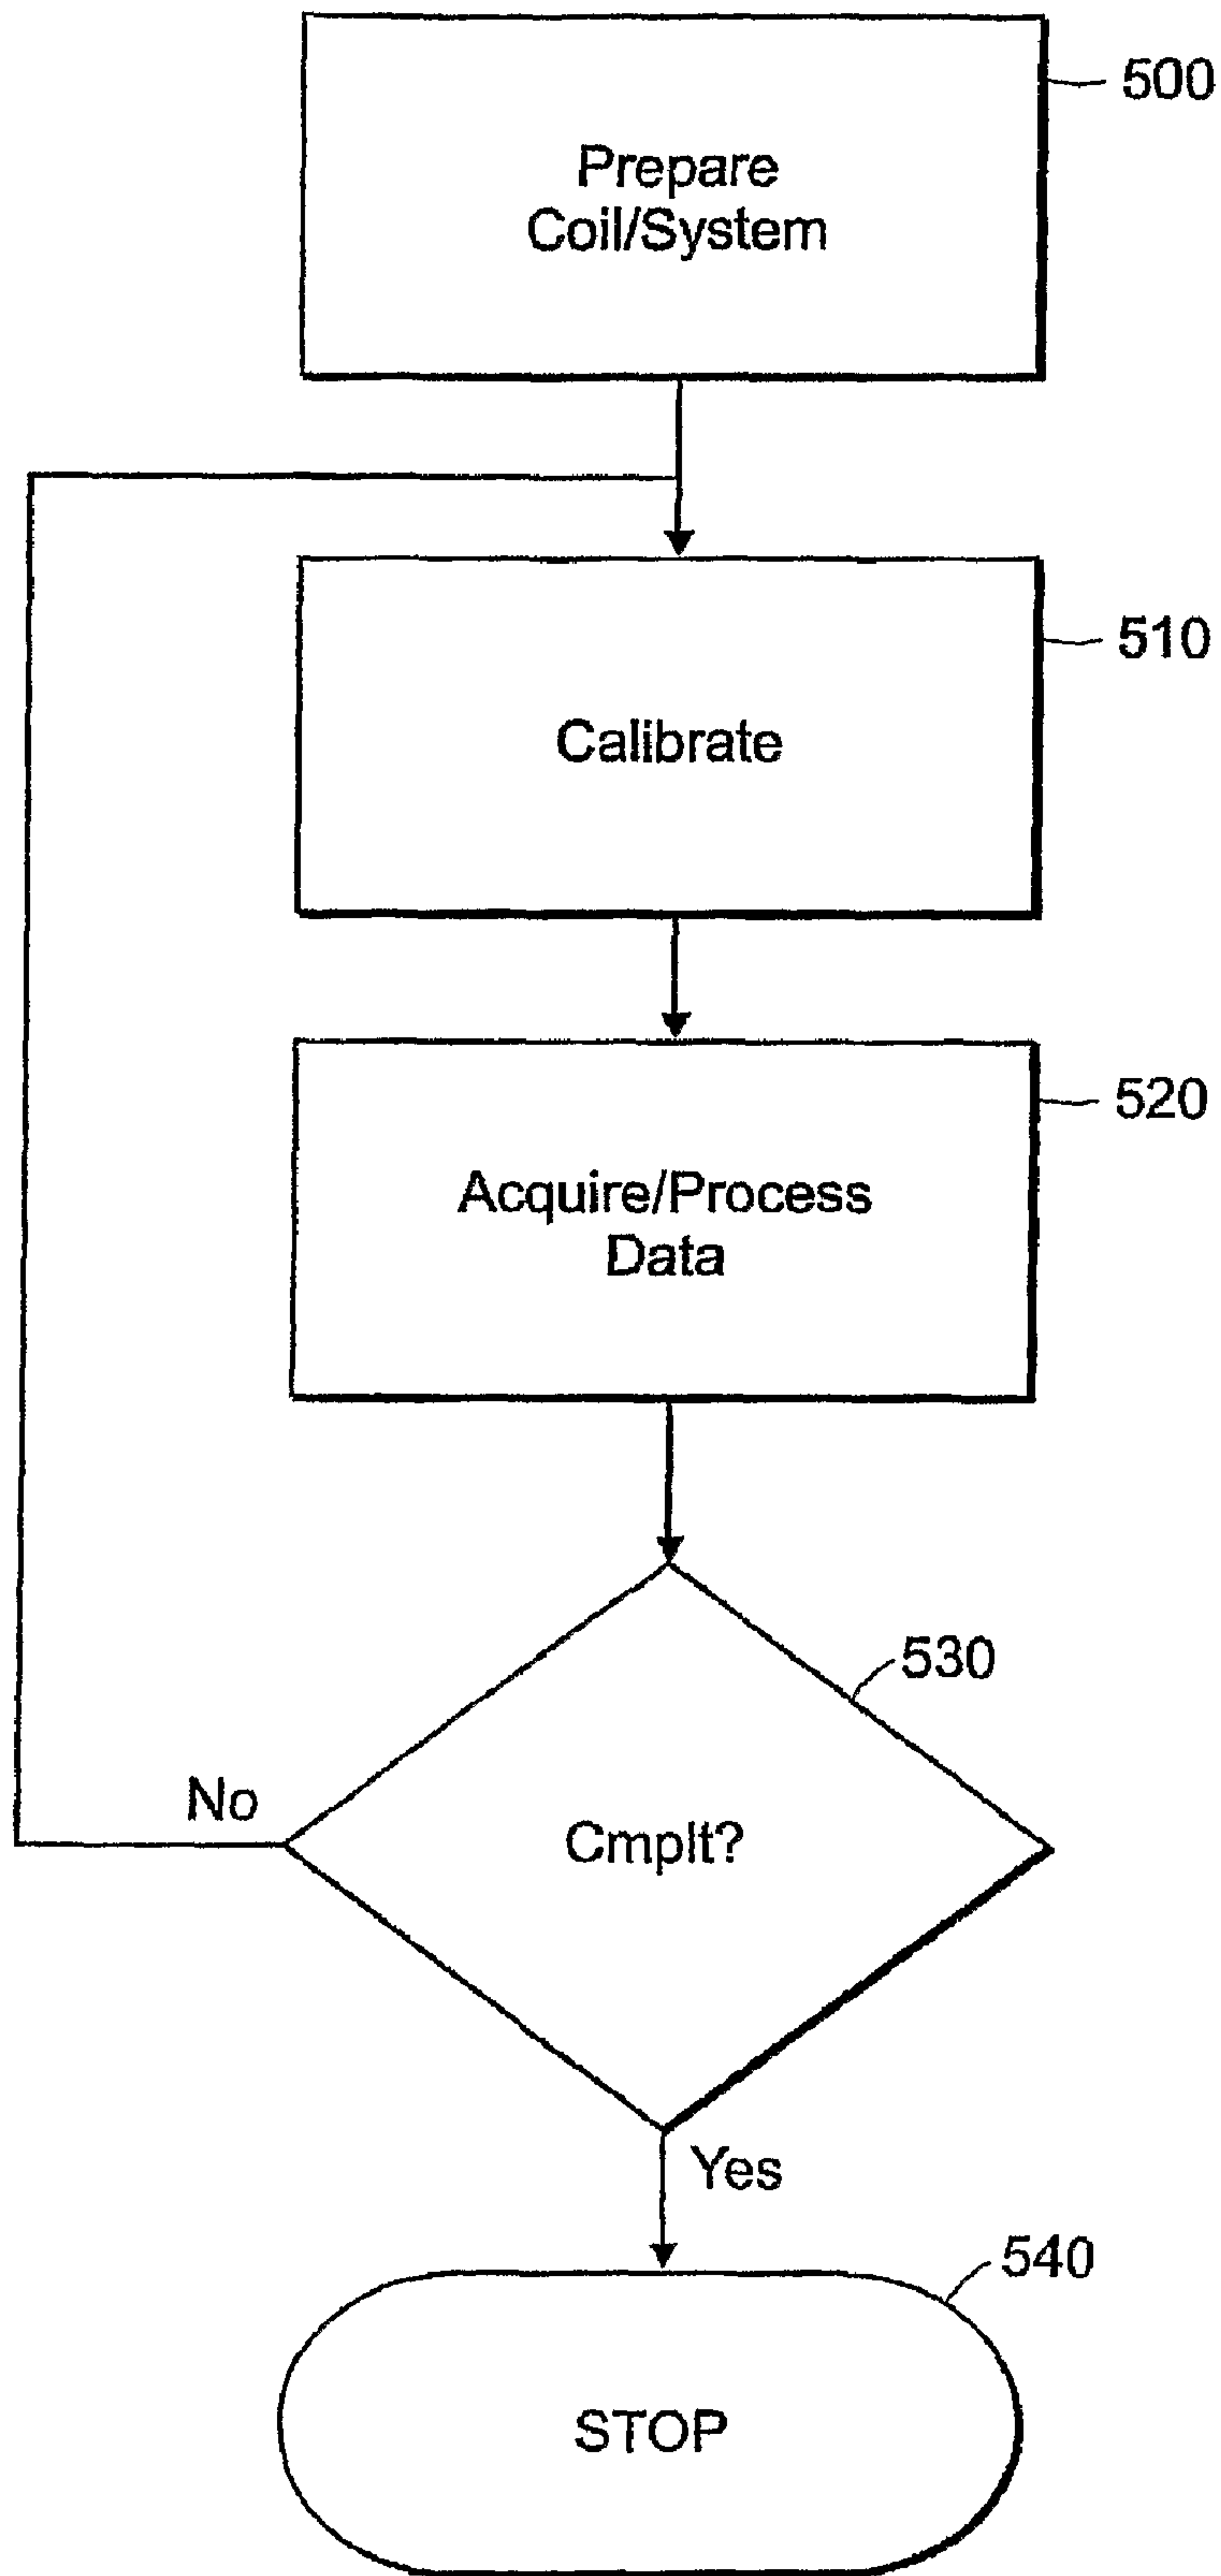 500
Prepare
Coil/System
510
Calibrate
520
Acquire/Process
Data
530
No
Cmplt?
Yes
540
STOP